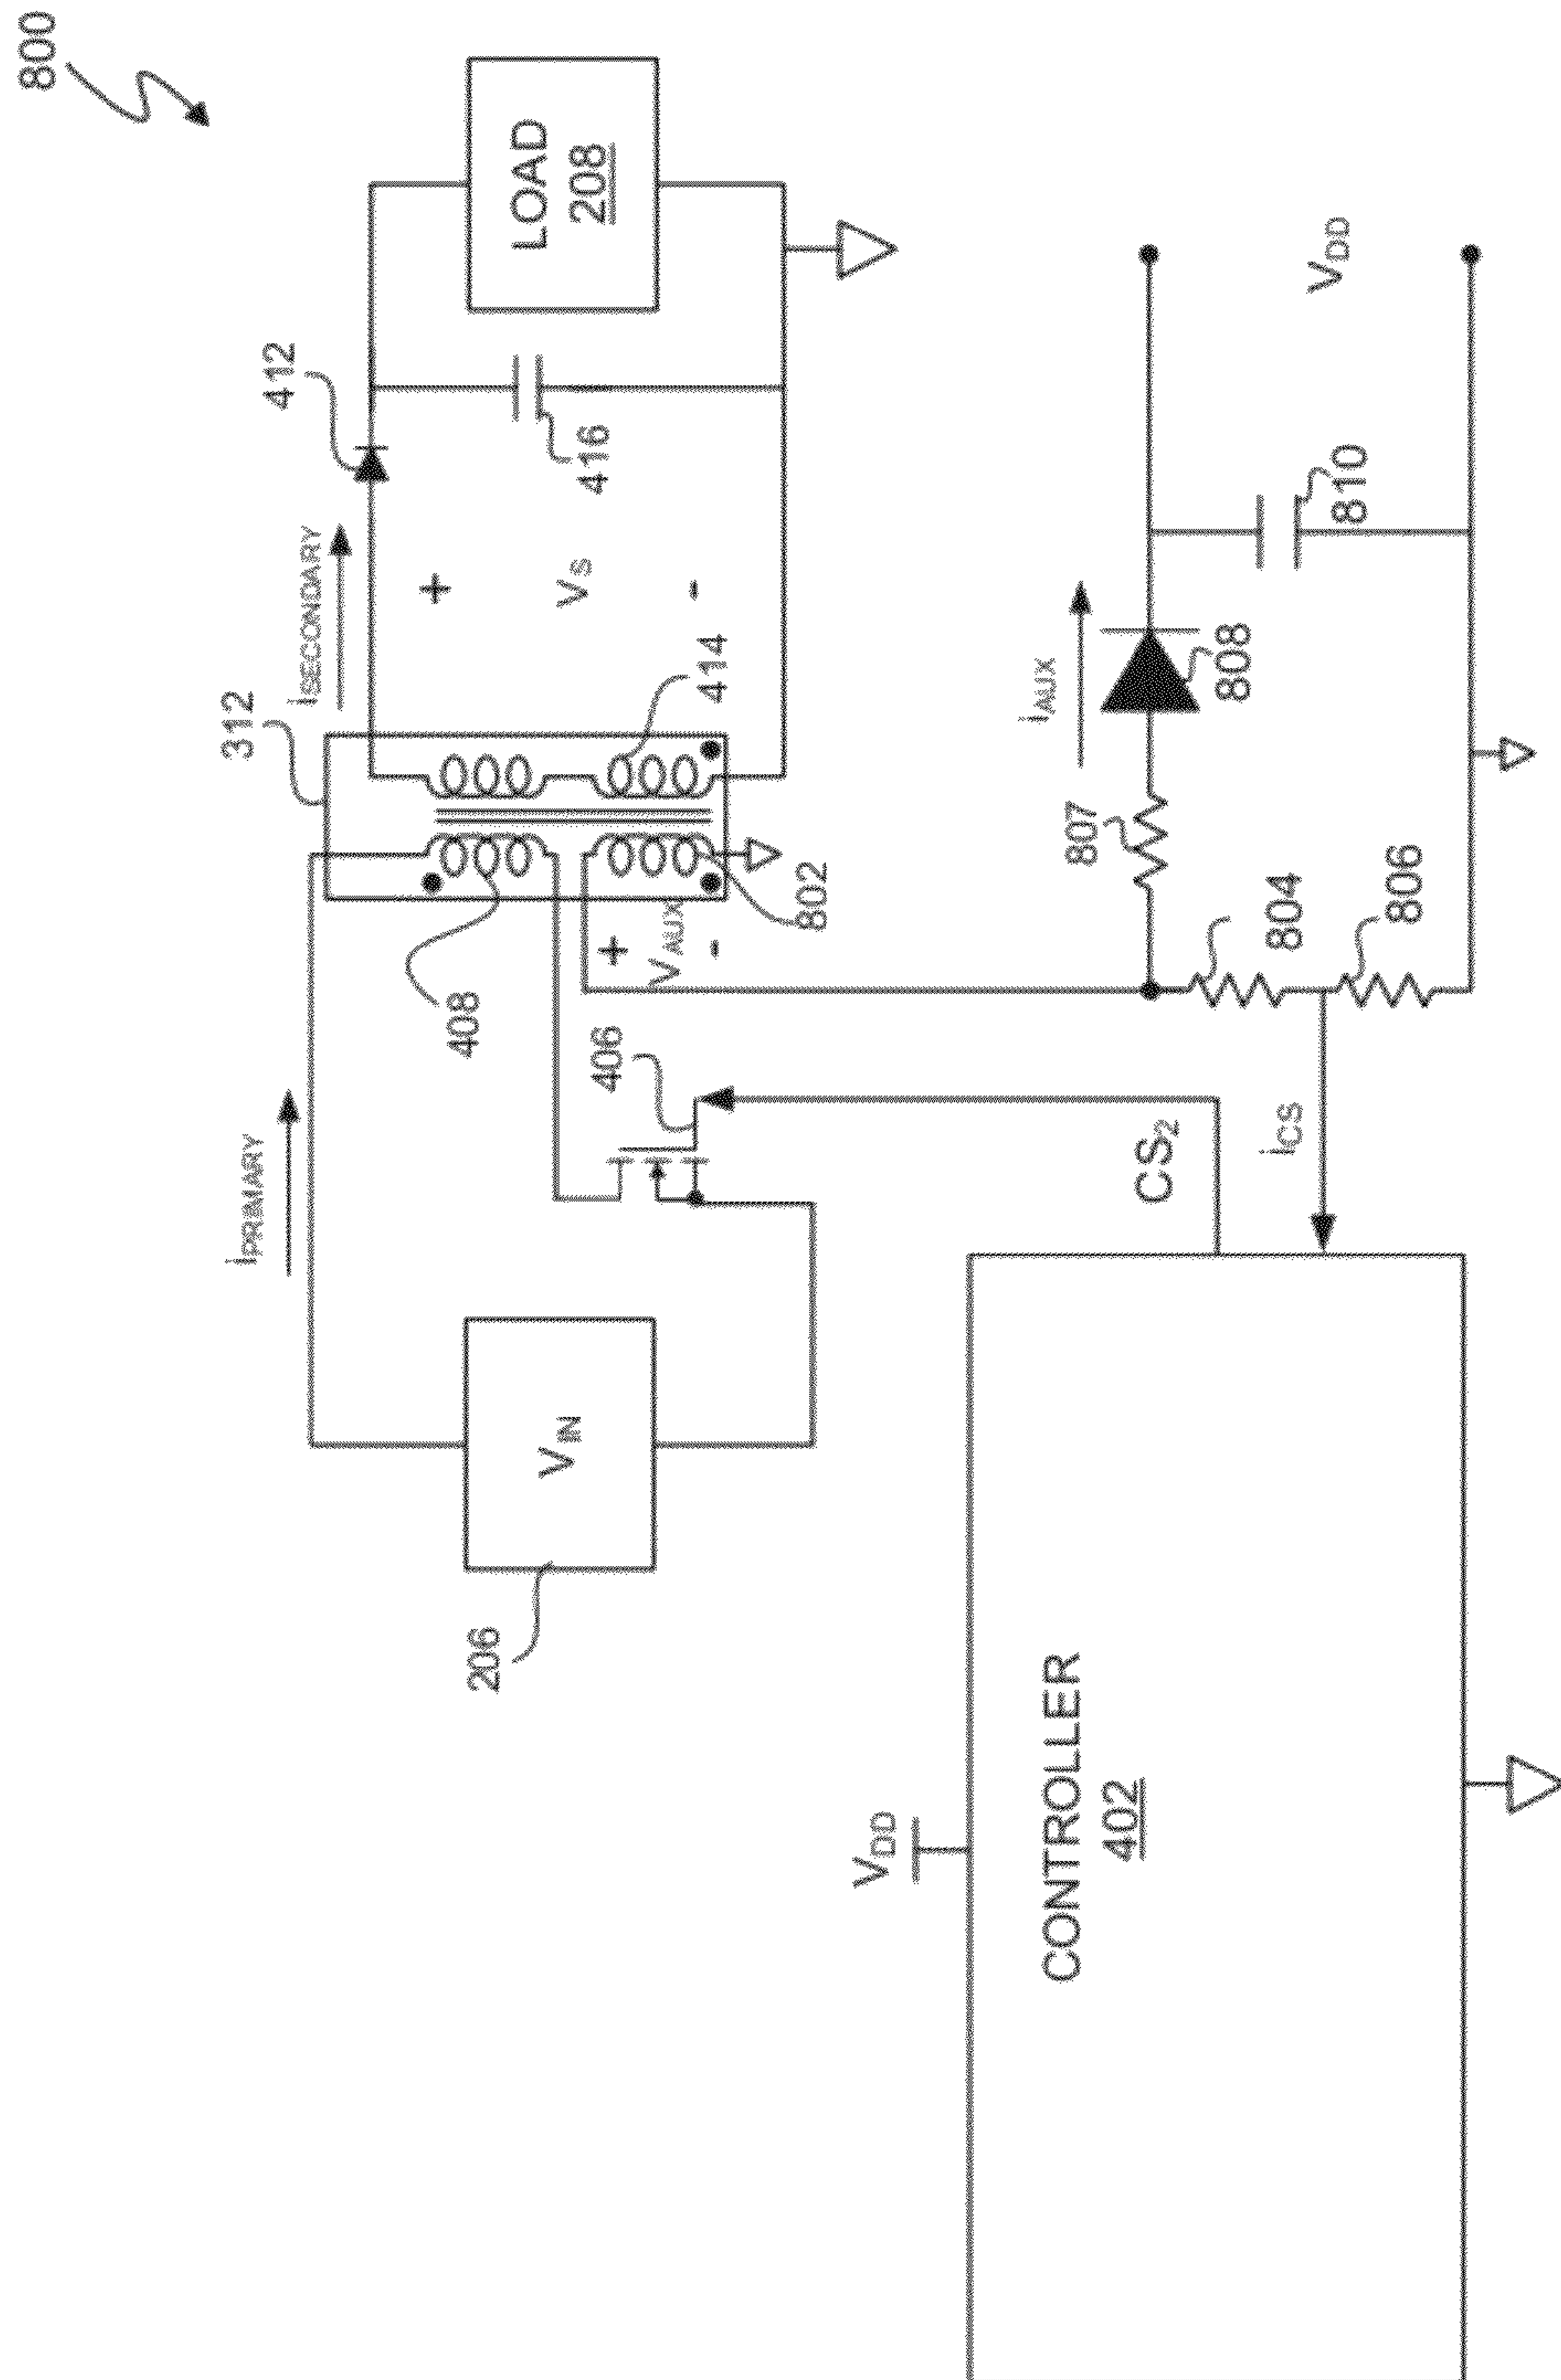 800
LOAD
208
412
416
iSECONDARY
+
VS
-
414
312
iPRIMARY
408
+
VAUX
-
802
406
VIN
206
VDD
810
808
iAUX
807
804
806
CS2
iCS
VDD
CONTROLLER
402